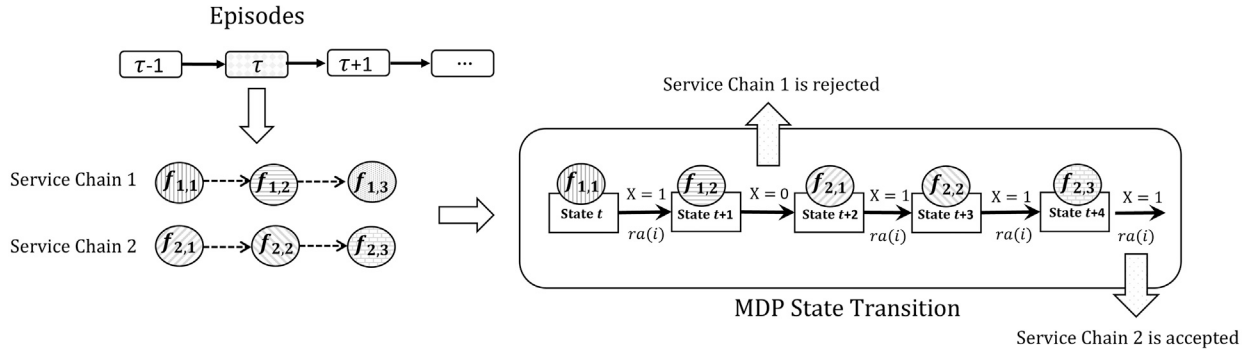 Episodes
τ-1 τ τ+1 ...
Service Chain 1 is rejected
Service Chain 1 f1,1 f1,2 f1,3
Service Chain 2 f2,1 f2,2 f2,3
f1,1 f1,2 f2,1 f2,2 f2,3
X = 1 X = 0 X = 1 X = 1 X = 1
State t State t+1 State t+2 State t+3 State t+4
ra(i) ra(i) ra(i) ra(i)
MDP State Transition
Service Chain 2 is accepted